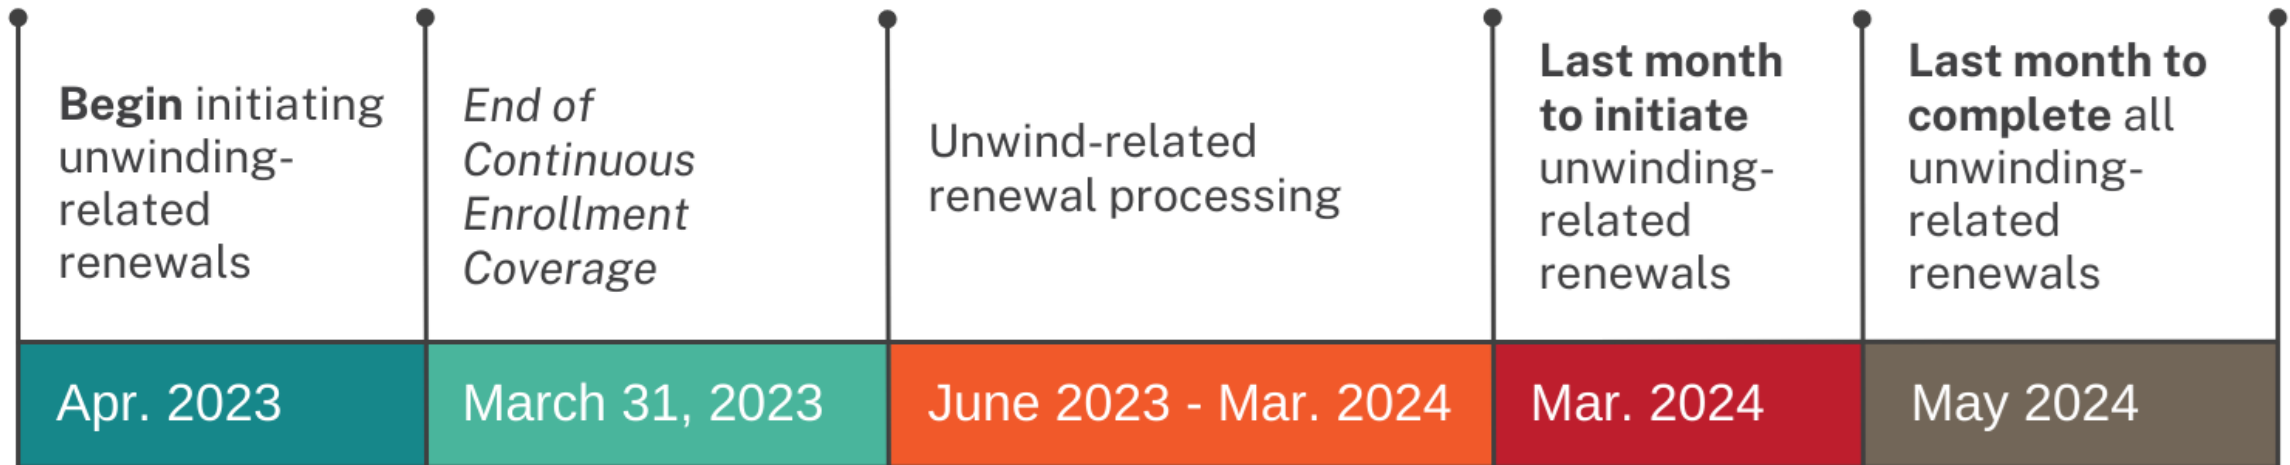 Begin initiating
unwinding-
related
renewals
Apr. 2023
End of
Continuous
Enrollment
Coverage
March 31, 2023
Unwind-related
renewal processing
June 2023 - Mar. 2024
Last month
to initiate
unwinding-
related
renewals
Mar. 2024
Last month to
complete all
unwinding-
related
renewals
May 2024